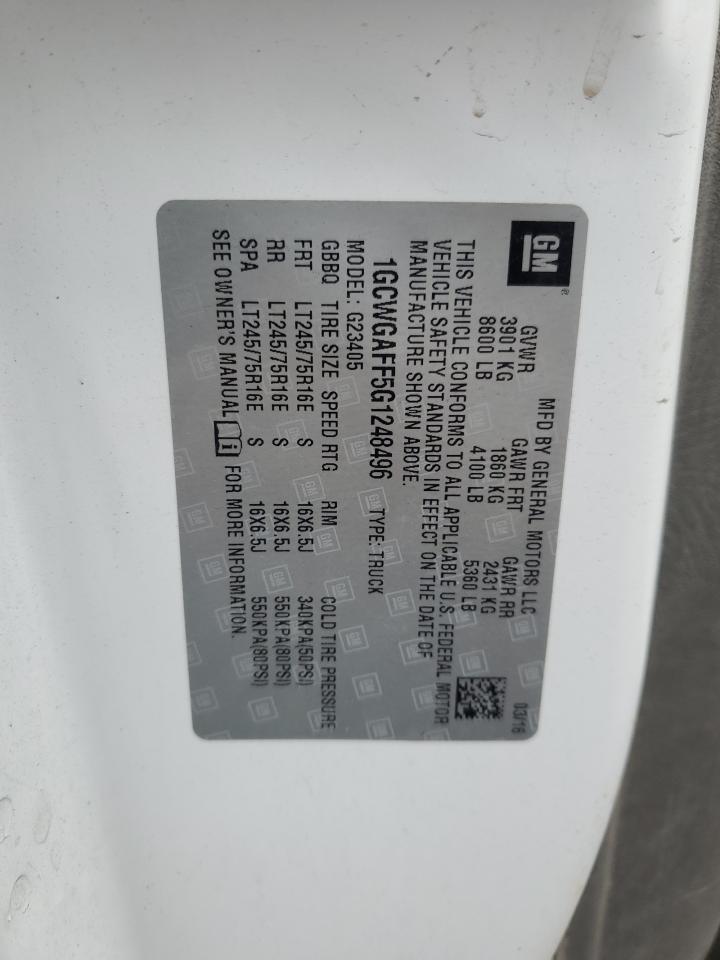 GM®
MFD BY GENERAL MOTORS LLC 03/16
GVWR GAWR FRT GAWR RR
3901 KG 1860 KG 2431 KG
8600 LB 4100 LB 5360 LB
THIS VEHICLE CONFORMS TO ALL APPLICABLE U.S. FEDERAL MOTOR
VEHICLE SAFETY STANDARDS IN EFFECT ON THE DATE OF
MANUFACTURE SHOWN ABOVE.
1GCWGAFF5G1248496 TYPE: TRUCK
MODEL: G23405
GBBQ TIRE SIZE SPEED RTG RIM COLD TIRE PRESSURE
FRT LT245/75R16E S 16X6.5J 340KPA(50PSI)
RR LT245/75R16E S 16X6.5J 550KPA(80PSI)
SPA LT245/75R16E S 16X6.5J 550KPA(80PSI)
SEE OWNER'S MANUAL i FOR MORE INFORMATION.